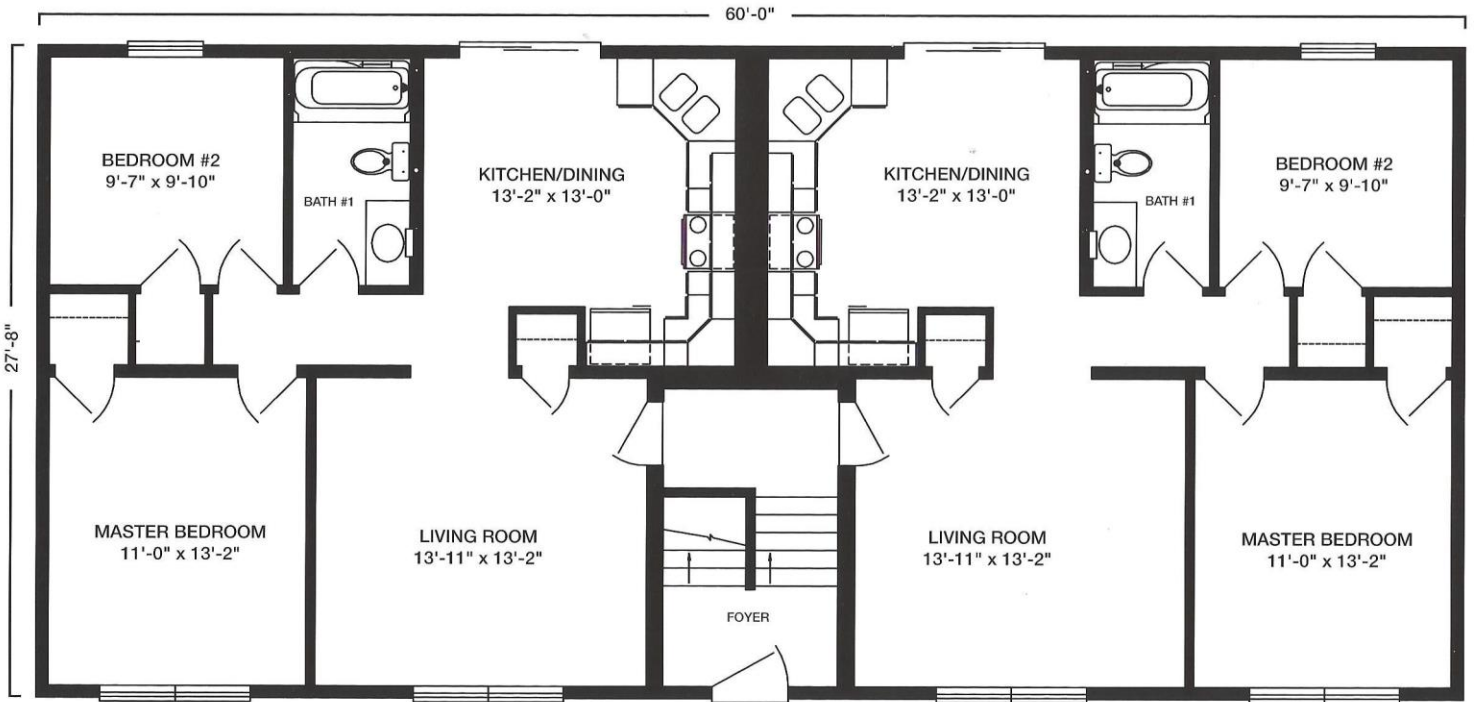 60'-0"
27'-8"
BEDROOM #2
9'-7" x 9'-10"
BATH #1
KITCHEN/DINING
13'-2" x 13'-0"
KITCHEN/DINING
13'-2" x 13'-0"
BATH #1
BEDROOM #2
9'-7" x 9'-10"
MASTER BEDROOM
11'-0" x 13'-2"
LIVING ROOM
13'-11" x 13'-2"
FOYER
LIVING ROOM
13'-11" x 13'-2"
MASTER BEDROOM
11'-0" x 13'-2"